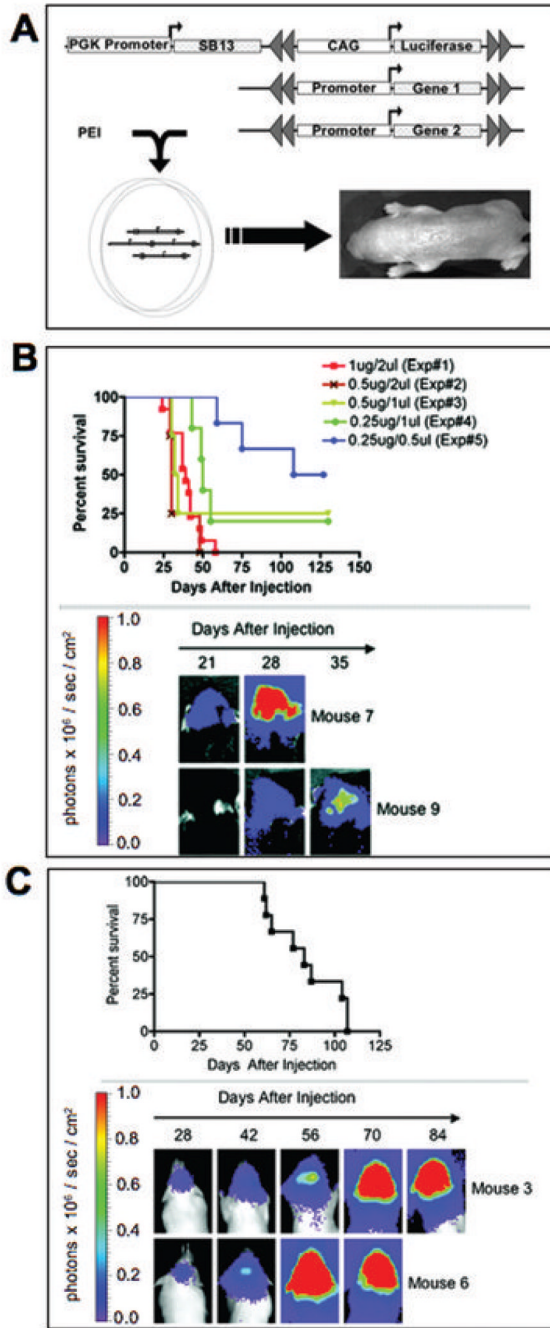 A
PGK Promoter SB13 CAG Luciferase
Promoter Gene 1
Promoter Gene 2
PEI
B
1ug/2ul (Exp#1)
0.5ug/2ul (Exp#2)
0.5ug/1ul (Exp#3)
0.25ug/1ul (Exp#4)
0.25ug/0.5ul (Exp#5)
Percent survival
100
75
50
25
0
0 25 50 75 100 125 150
Days After Injection
photons x 10⁶ / sec / cm²
1.0
0.8
0.6
0.4
0.2
0.0
Days After Injection
21 28 35
Mouse 7
Mouse 9
C
Percent survival
100
75
50
25
0
0 25 50 75 100 125
Days After Injection
photons x 10⁶ / sec / cm²
1.0
0.8
0.6
0.4
0.2
0.0
Days After Injection
28 42 56 70 84
Mouse 3
Mouse 6